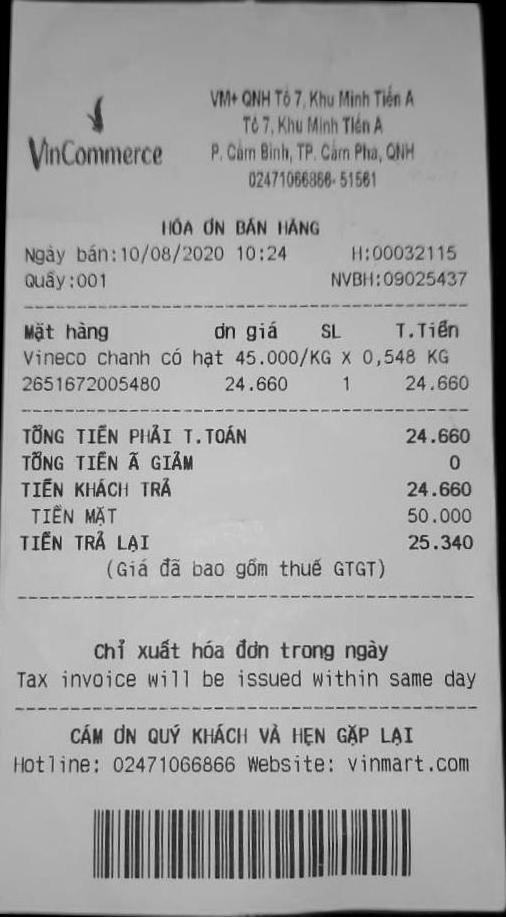 VinCommerce
VM+ QNH Tổ 7, Khu Minh Tiến A
Tổ 7, Khu Minh Tiến A
P. Cẩm Bình, TP. Cẩm Phả, QNH
02471066866- 51561
HÓA ƠN BÁN HÀNG
Ngày bán:10/08/2020 10:24 H:00032115
Quầy:001 NVBH:09025437
Mặt hàng ơn giá SL T.Tiền
Vineco chanh có hạt 45.000/KG X 0,548 KG
2651672005480 24.660 1 24.660
TỔNG TIỀN PHẢI T.TOÁN 24.660
TỔNG TIỀN Ã GIẢM 0
TIỀN KHÁCH TRẢ 24.660
TIỀN MẶT 50.000
TIỀN TRẢ LẠI 25.340
(Giá đã bao gồm thuế GTGT)
Chỉ xuất hóa đơn trong ngày
Tax invoice will be issued within same day
CẢM ƠN QUÝ KHÁCH VÀ HẸN GẶP LẠI
Hotline: 02471066866 Website: vinmart.com